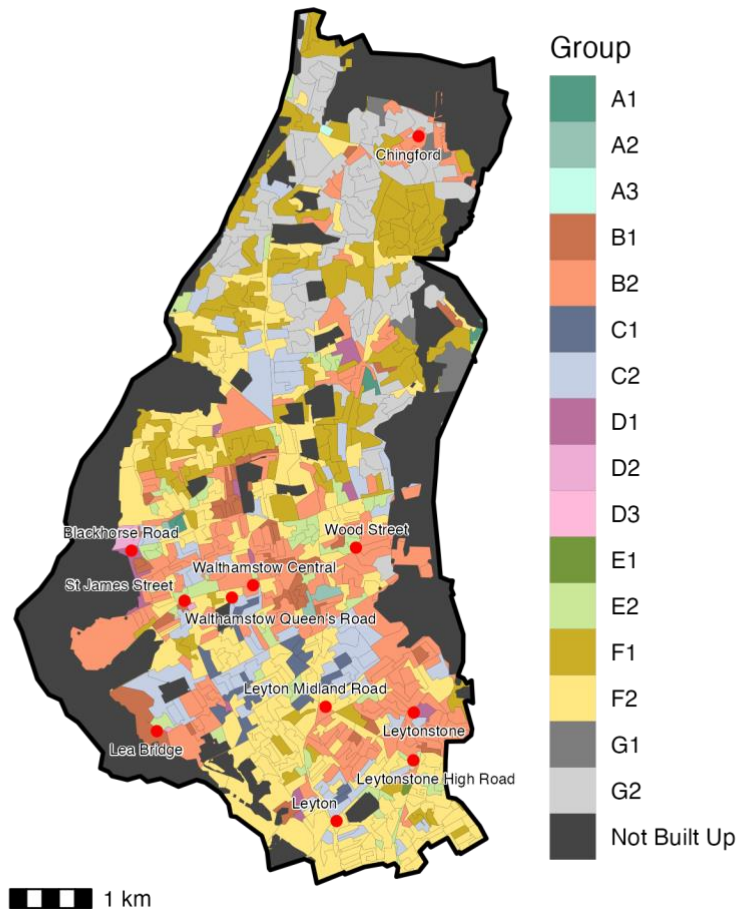 Group
A1
A2
A3
B1
B2
C1
C2
D1
D2
D3
E1
E2
F1
F2
G1
G2
Not Built Up
Chingford
Blackhorse Road
Wood Street
Walthamstow Central
St James Street
Walthamstow Queen's Road
Leyton Midland Road
Leytonstone
Lea Bridge
Leytonstone High Road
Leyton
1 km